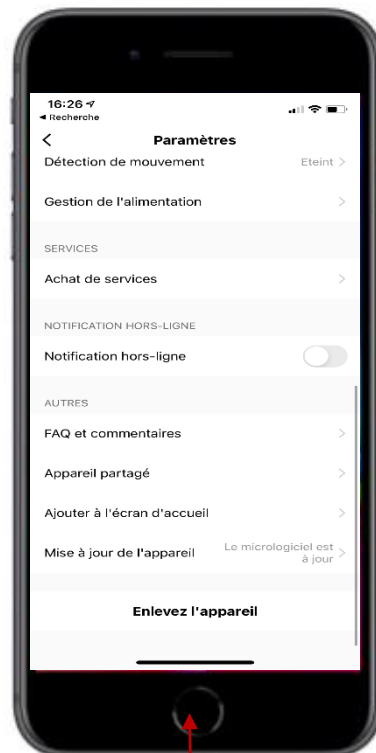 16:26
◄ Recherche
Paramètres
Détection de mouvement Eteint >
Gestion de l'alimentation >
SERVICES
Achat de services >
NOTIFICATION HORS-LIGNE
Notification hors-ligne
AUTRES
FAQ et commentaires >
Appareil partagé >
Ajouter à l'écran d'accueil >
Mise à jour de l'appareil Le micrologiciel est
à jour >
Enlevez l'appareil